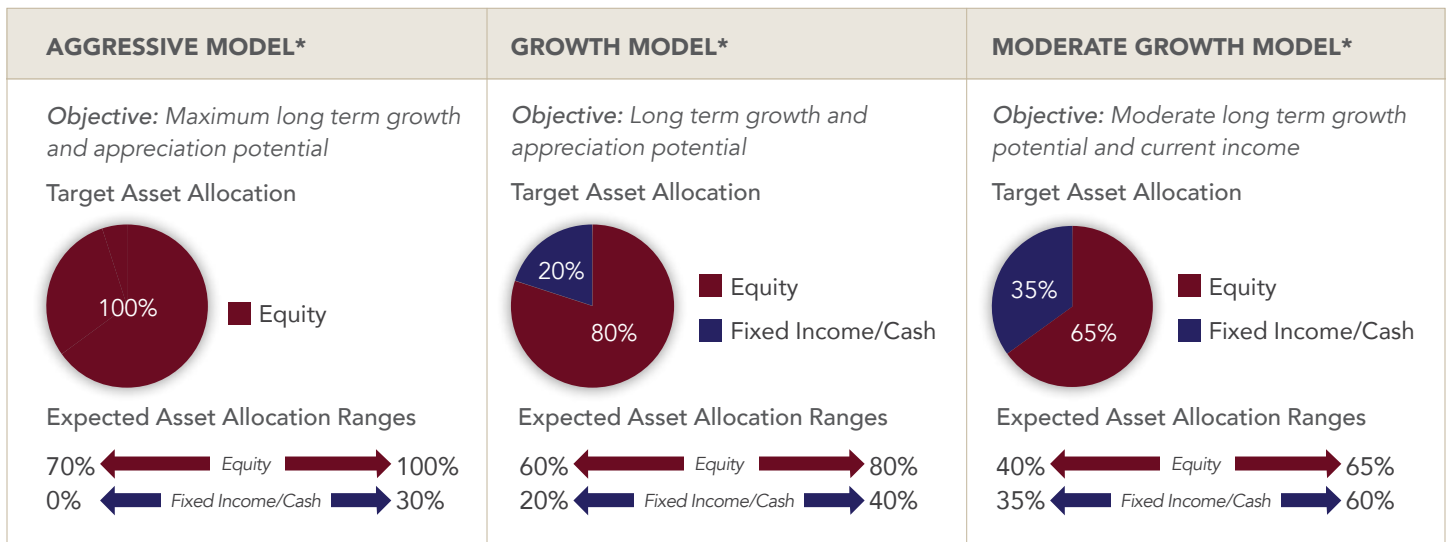 AGGRESSIVE MODEL*
Objective: Maximum long term growth
and appreciation potential
Target Asset Allocation
100%
Equity
Expected Asset Allocation Ranges
70% Equity 100%
0% Fixed Income/Cash 30%
GROWTH MODEL*
Objective: Long term growth and
appreciation potential
Target Asset Allocation
20%
80%
Equity
Fixed Income/Cash
Expected Asset Allocation Ranges
60% Equity 80%
20% Fixed Income/Cash 40%
MODERATE GROWTH MODEL*
Objective: Moderate long term growth
potential and current income
Target Asset Allocation
35%
65%
Equity
Fixed Income/Cash
Expected Asset Allocation Ranges
40% Equity 65%
35% Fixed Income/Cash 60%